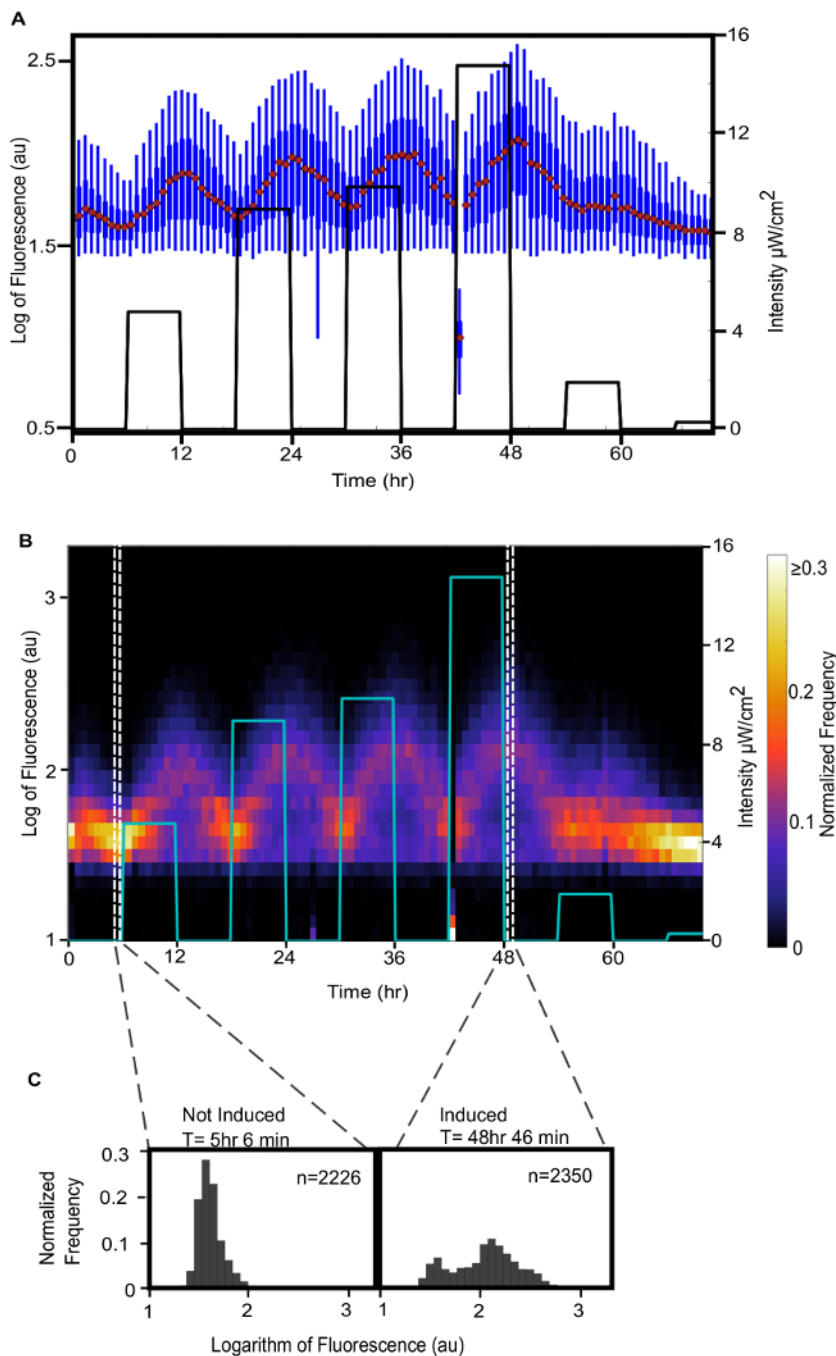 A
2.5
1.5
0.5
Log of Fluorescence (au)
16
12
8
4
0
Intensity µW/cm²
0 12 24 36 48 60
Time (hr)
B
3
2
1
Log of Fluorescence (au)
16
12
8
4
0
Intensity µW/cm²
≥0.3
0.2
0.1
0
Normalized Frequency
0 12 24 36 48 60
Time (hr)
C
Not Induced
T= 5hr 6 min
n=2226
Induced
T= 48hr 46 min
n=2350
Normalized
Frequency
0.3
0.2
0.1
0
1 2 3 1 2 3
Logarithm of Fluorescence (au)